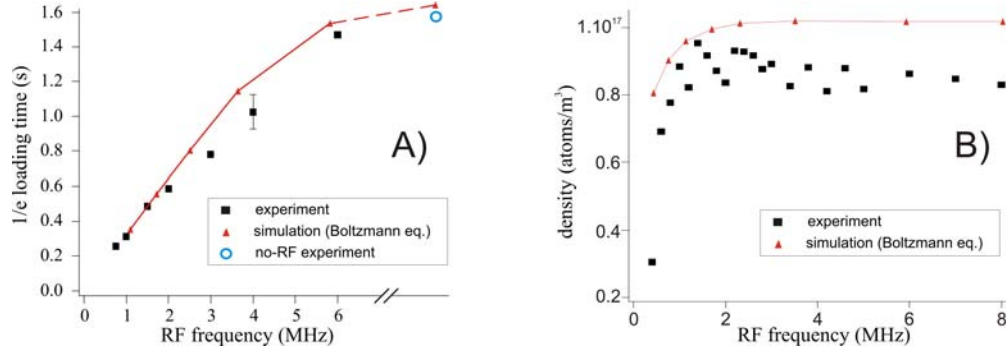 1.6
1.4
1.2
1.0
0.8
0.6
0.4
0.2
0.0
1/e loading time (s)
A)
experiment
simulation (Boltzmann eq.)
no-RF experiment
0 1 2 3 4 5 6
RF frequency (MHz)
1.10¹⁷
0.8
0.6
0.4
0.2
density (atoms/m³)
B)
experiment
simulation (Boltzmann eq.)
0 2 4 6 8
RF frequency (MHz)